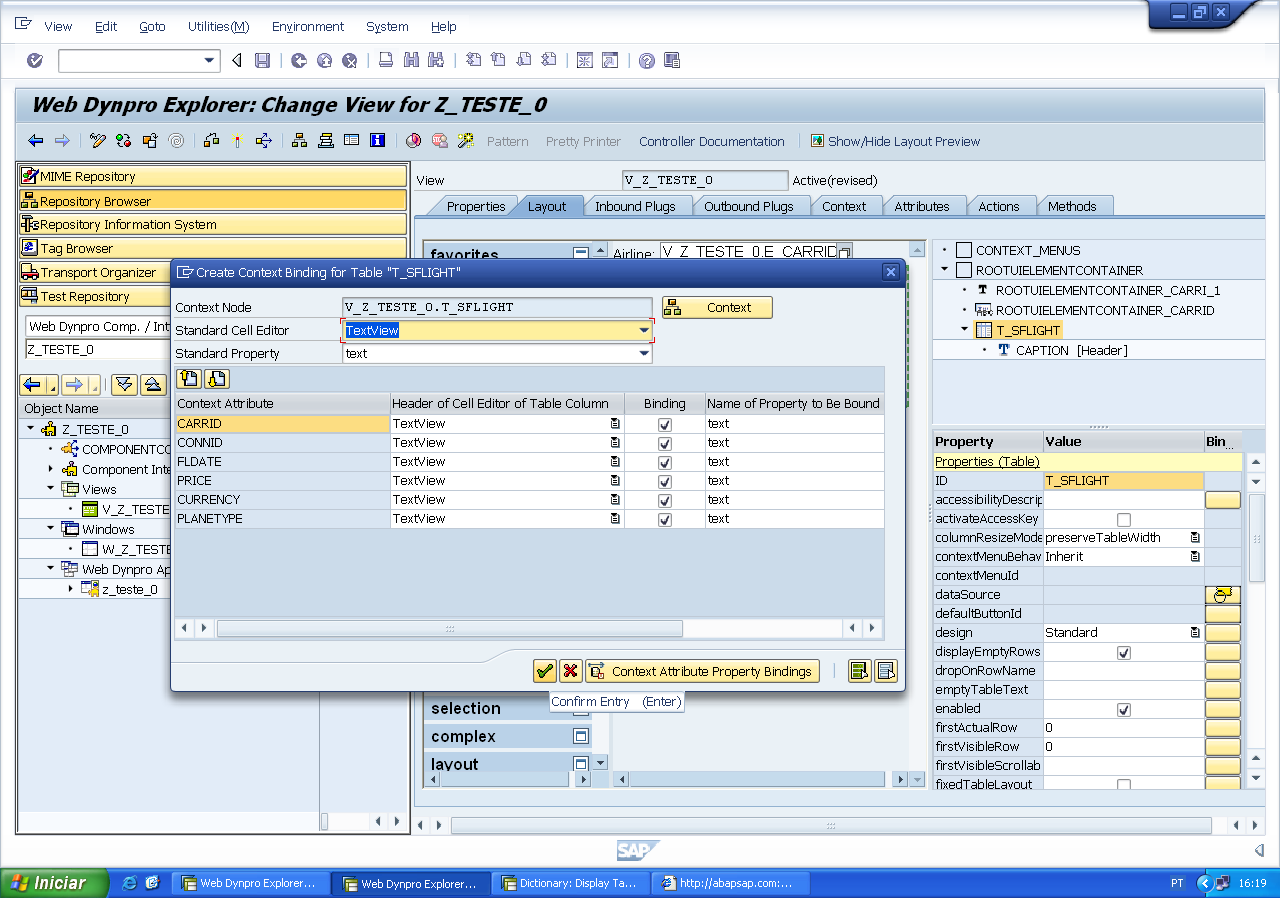 View Edit Goto Utilities(M) Environment System Help
Web Dynpro Explorer: Change View for Z_TESTE_0
Pattern Pretty Printer Controller Documentation Show/Hide Layout Preview
MIME Repository
Repository Browser
Repository Information System
Tag Browser
Transport Organizer
Test Repository
Web Dynpro Comp. / Int
Z_TESTE_0
Object Name
Z_TESTE_0
COMPONENTCO
Component Inte
Views
V_Z_TESTE
Windows
W_Z_TESTE
Web Dynpro Ap
z_teste_0
View V_Z_TESTE_0 Active(revised)
Properties Layout Inbound Plugs Outbound Plugs Context Attributes Actions Methods
favorites
Airline: V_Z_TESTE_0.E_CARRID
Create Context Binding for Table "T_SFLIGHT"
Context Node V_Z_TESTE_0.T_SFLIGHT Context
Standard Cell Editor TextView
Standard Property text
Context Attribute Header of Cell Editor of Table Column Binding Name of Property to Be Bound
CARRID TextView text
CONNID TextView text
FLDATE TextView text
PRICE TextView text
CURRENCY TextView text
PLANETYPE TextView text
Context Attribute Property Bindings
Confirm Entry (Enter)
selection
complex
layout
CONTEXT_MENUS
ROOTUIELEMENTCONTAINER
ROOTUIELEMENTCONTAINER_CARRI_1
ROOTUIELEMENTCONTAINER_CARRID
T_SFLIGHT
CAPTION [Header]
Property Value Bin...
Properties (Table)
ID T_SFLIGHT
accessibilityDescrip
activateAccessKey
columnResizeMode preserveTableWidth
contextMenuBehav Inherit
contextMenuId
dataSource
defaultButtonId
design Standard
displayEmptyRows
dropOnRowName
emptyTableText
enabled
firstActualRow 0
firstVisibleRow 0
firstVisibleScrollab
fixedTableLayout
SAP
Iniciar Web Dynpro Explorer... Web Dynpro Explorer... Dictionary: Display Ta... http://abapsap.com:... PT 16:19